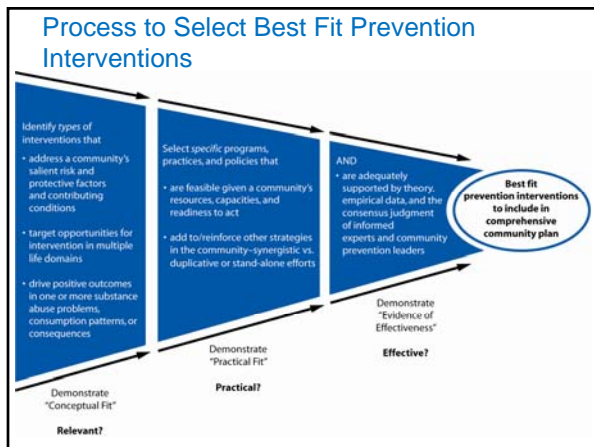 Process to Select Best Fit Prevention
Interventions
Identify types of
interventions that
• address a community's
salient risk and
protective factors
and contributing
conditions
• target opportunities for
intervention in multiple
life domains
• drive positive outcomes
in one or more substance
abuse problems,
consumption patterns, or
consequences
Demonstrate
"Conceptual Fit"
Relevant?
Select specific programs,
practices, and policies that
• are feasible given a community's
resources, capacities, and
readiness to act
• add to/reinforce other strategies
in the community–synergistic vs.
duplicative or stand-alone efforts
Demonstrate
"Practical Fit"
Practical?
AND
• are adequately
supported by theory,
empirical data, and the
consensus judgment
of informed
experts and community
prevention leaders
Demonstrate
"Evidence of
Effectiveness"
Effective?
Best fit
prevention interventions
to include in
comprehensive
community plan